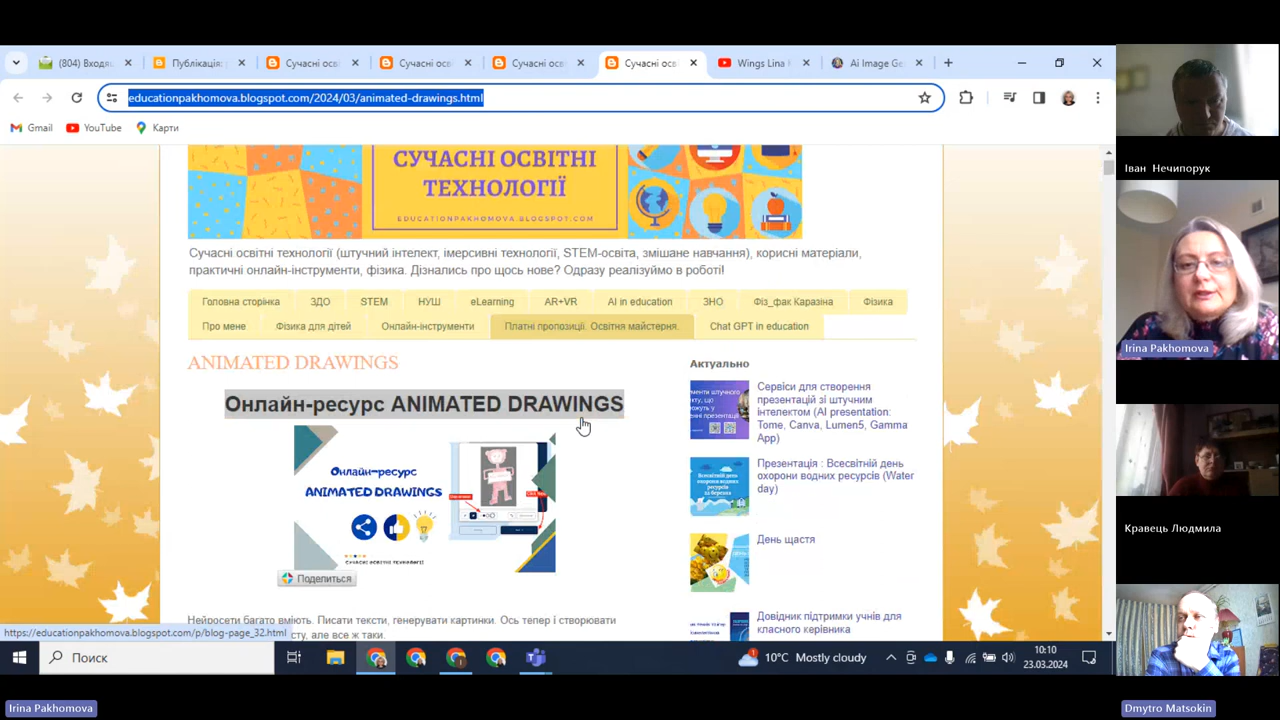 (804) Входящ
Публікація:
Сучасні осв
Сучасні осв
Сучасні осв
Сучасні осв
Wings Lina
Ai Image Ge
educationpakhomova.blogspot.com/2024/03/animated-drawings.html
Gmail
YouTube
Карти
СУЧАСНІ ОСВІТНІ
ТЕХНОЛОГІЇ
EDUCATIONPAKHOMOVA.BLOGSPOT.COM
Сучасні освітні технології (штучний інтелект, імерсивні технології, STEM-освіта, змішане навчання), корисні матеріали,
практичні онлайн-інструменти, фізика. Дізнались про щось нове? Одразу реалізуймо в роботі!
Головна сторінка ЗДО STEM НУШ eLearning AR+VR AI in education ЗНО Фіз_фак Каразіна Фізика
Про мене Фізика для дітей Онлайн-інструменти Платні пропозиції. Освітня майстерня. Chat GPT in education
ANIMATED DRAWINGS
Онлайн-ресурс ANIMATED DRAWINGS
Онлайн-ресурс
ANIMATED DRAWINGS
СУЧАСНІ ОСВІТНІ ТЕХНОЛОГІЇ
Поделиться
Нейросети багато вміють. Писати тексти, генерувати картинки. Ось тепер і створювати
сту, але все ж таки.
Актуально
Сервіси для створення
презентацій зі штучним
інтелектом (AI presentation:
Tome, Canva, Lumen5, Gamma
App)
Презентація : Всесвітній день
охорони водних ресурсів (Water
day)
День щастя
Довідник підтримки учнів для
класного керівника
https://educationpakhomova.blogspot.com/p/blog-page_32.html
Поиск
10°C Mostly cloudy
10:10
23.03.2024
Іван Нечипорук
Irina Pakhomova
Кравець Людмила
Dmytro Matsokin
Irina Pakhomova